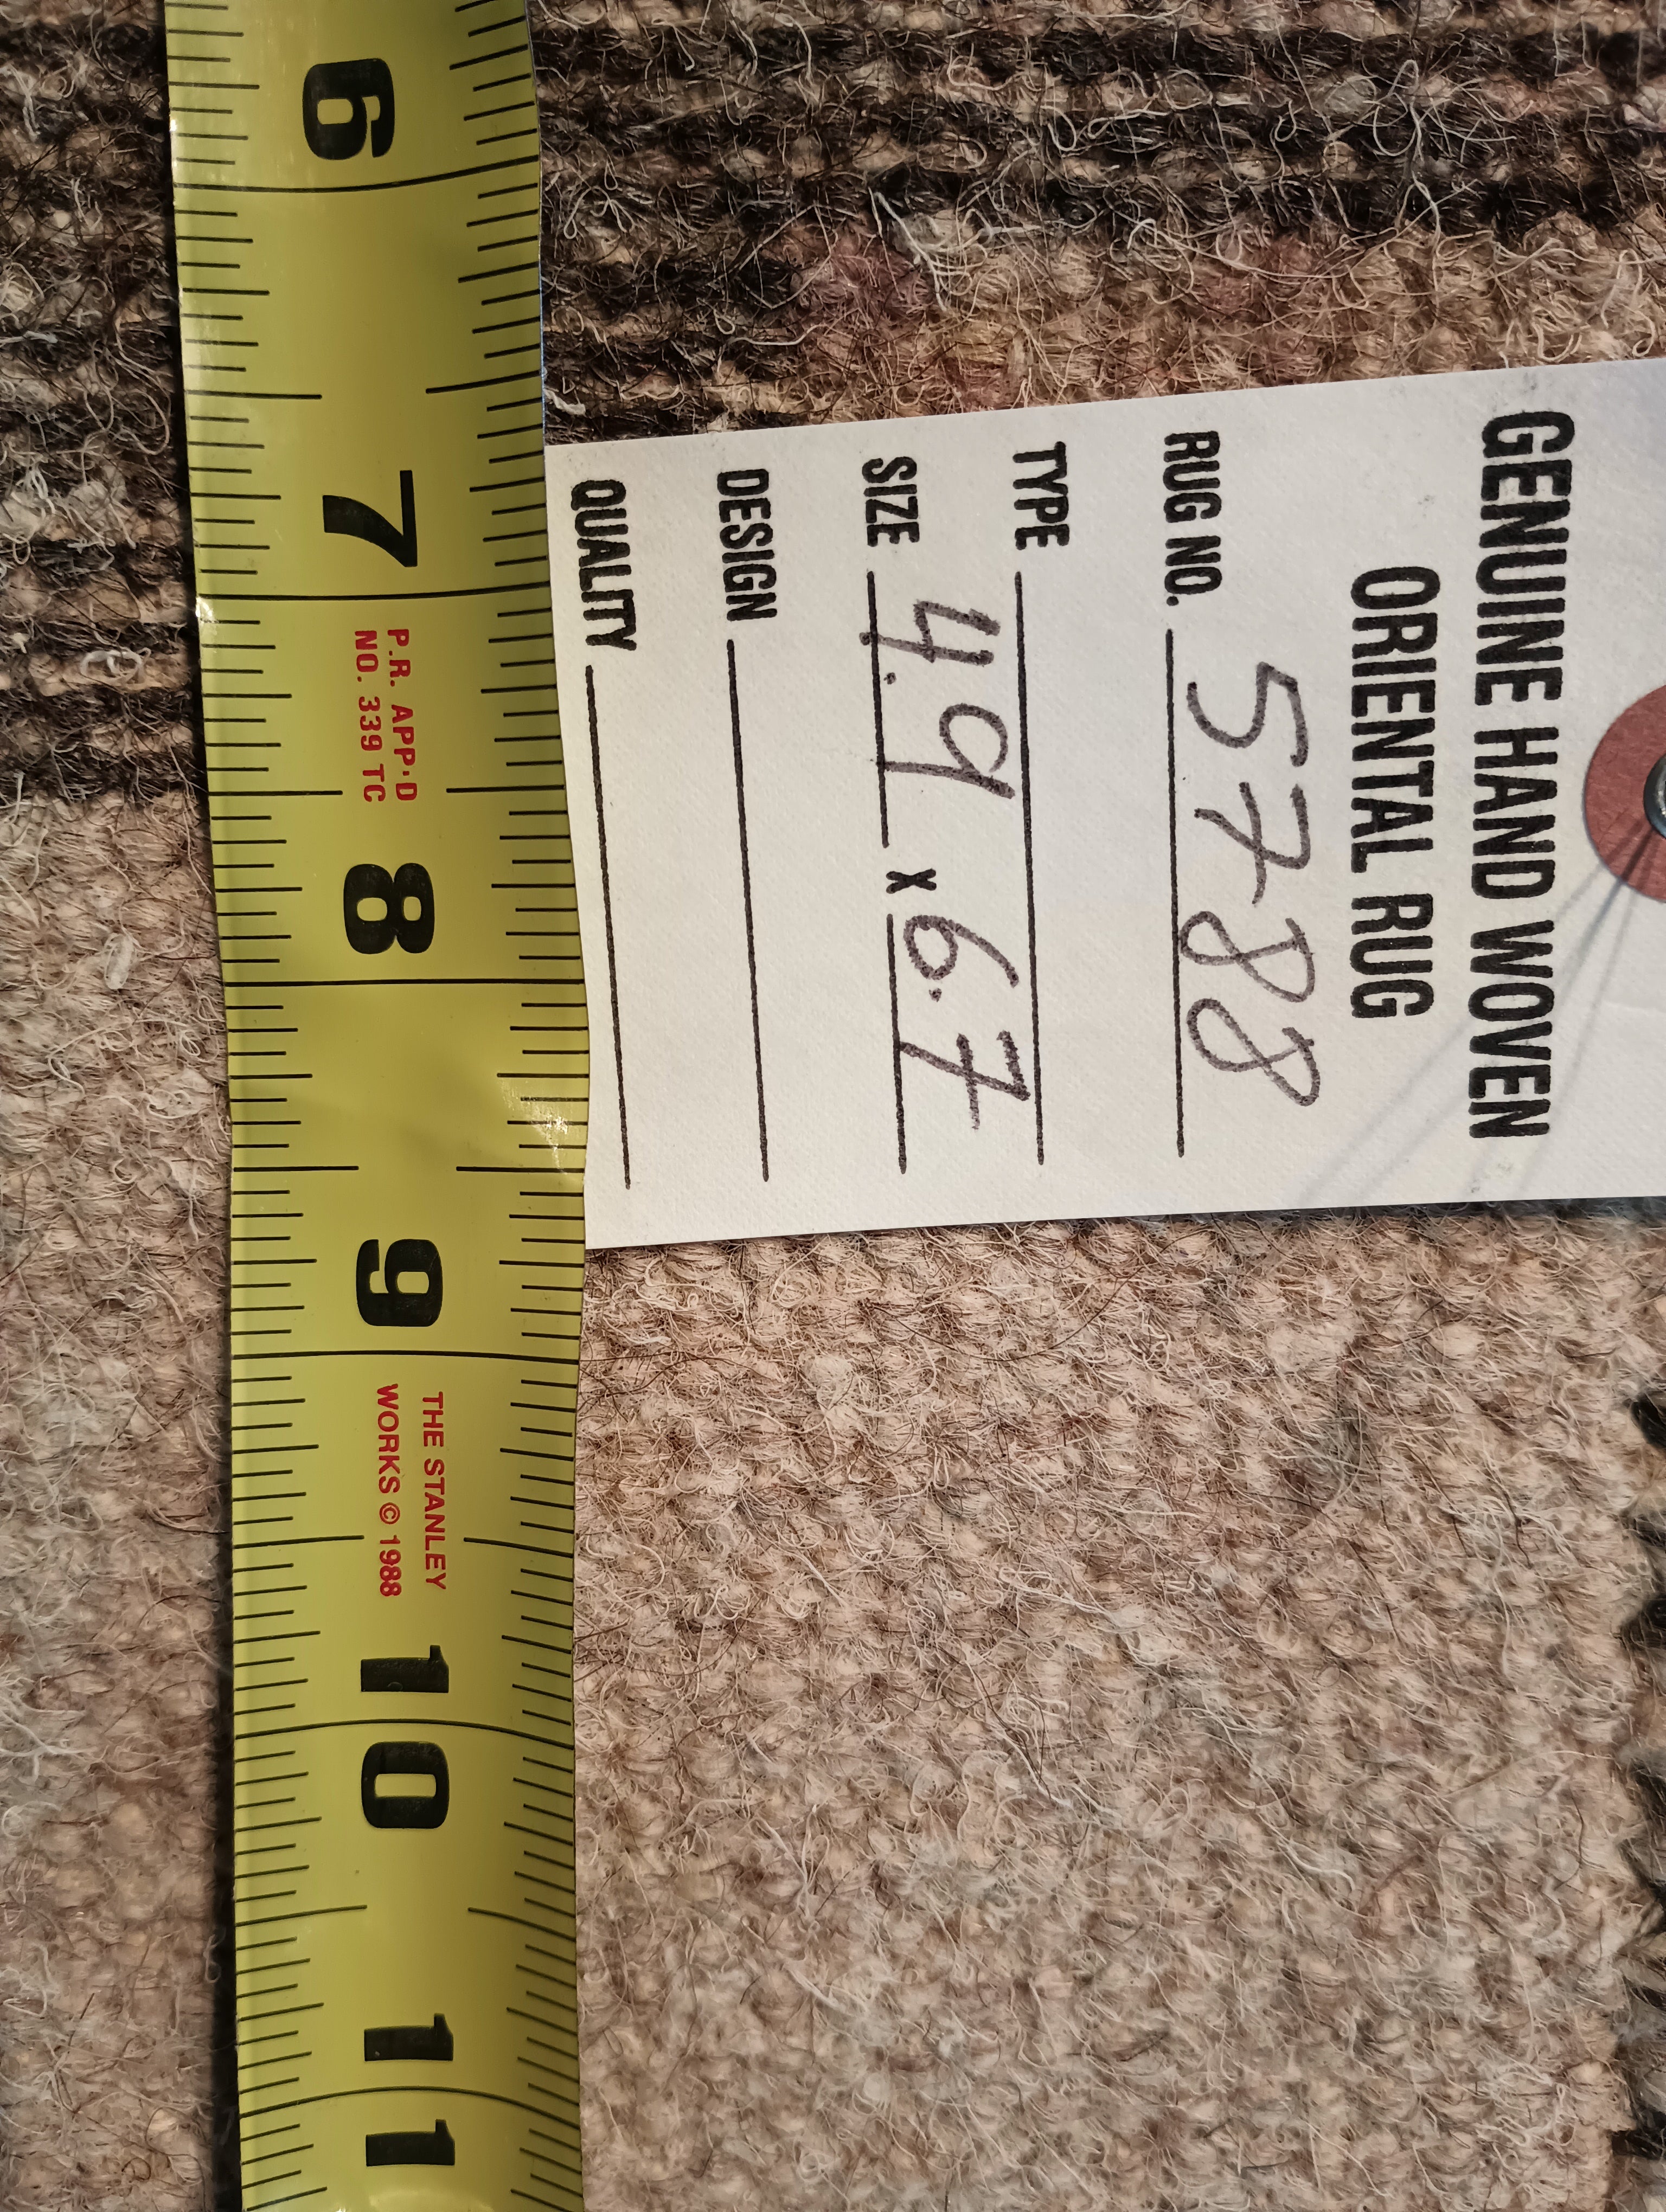 GENUINE HAND WOVEN
ORIENTAL RUG
RUG NO. 5788
TYPE
SIZE 4.9 x 6.7
DESIGN
QUALITY
6
7
P.R. APP'D
NO. 339 TC
8
9
THE STANLEY
WORKS © 1988
10
11